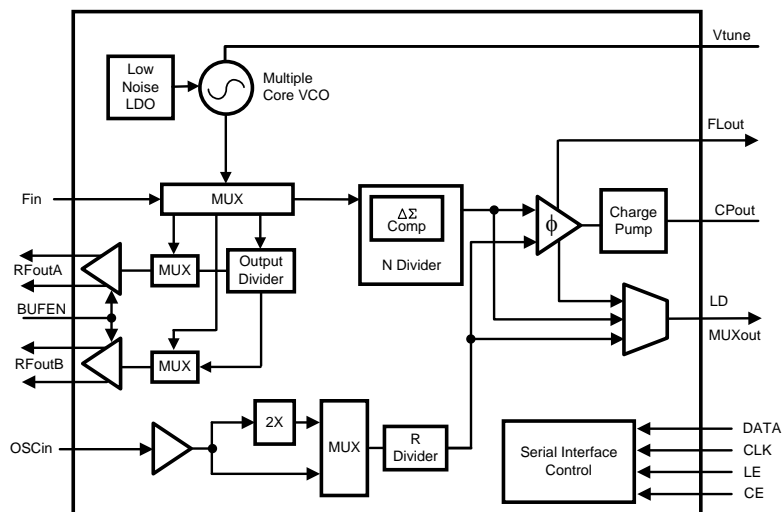 Vtune
Low
Noise
LDO
Multiple
Core VCO
FLout
Fin
MUX
ΔΣ
Comp
N Divider
ϕ
Charge
Pump
CPout
RFoutA
MUX
Output
Divider
BUFEN
LD
MUXout
RFoutB
MUX
OSCin
2X
MUX
R
Divider
Serial Interface
Control
DATA
CLK
LE
CE